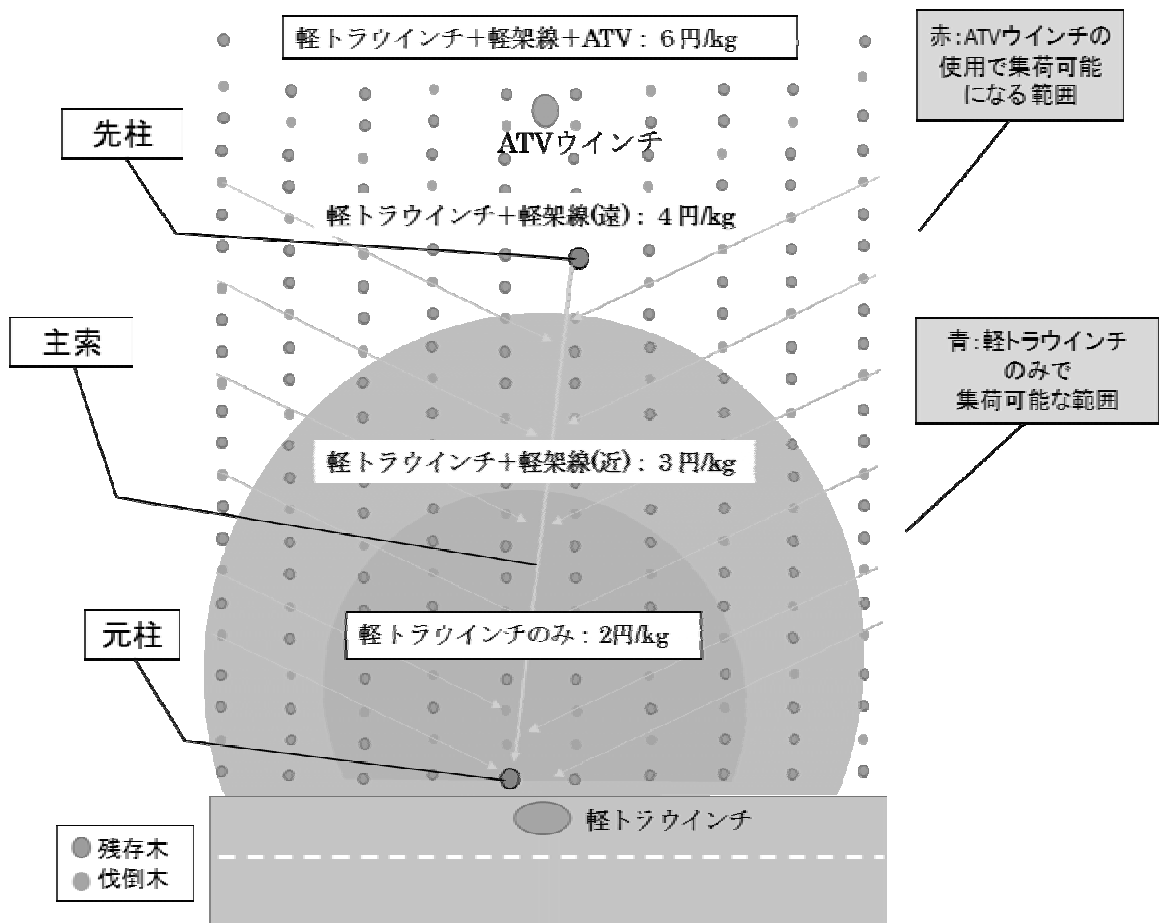 軽トラウインチ＋軽架線＋ATV：６円/kg
赤：ATVウインチの
使用で集荷可能
になる範囲
先柱
ATVウインチ
軽トラウインチ＋軽架線(遠)：４円/kg
主索
青：軽トラウインチ
のみで
集荷可能な範囲
軽トラウインチ＋軽架線(近)：３円/kg
元柱
軽トラウインチのみ：2円/kg
軽トラウインチ
残存木
伐倒木